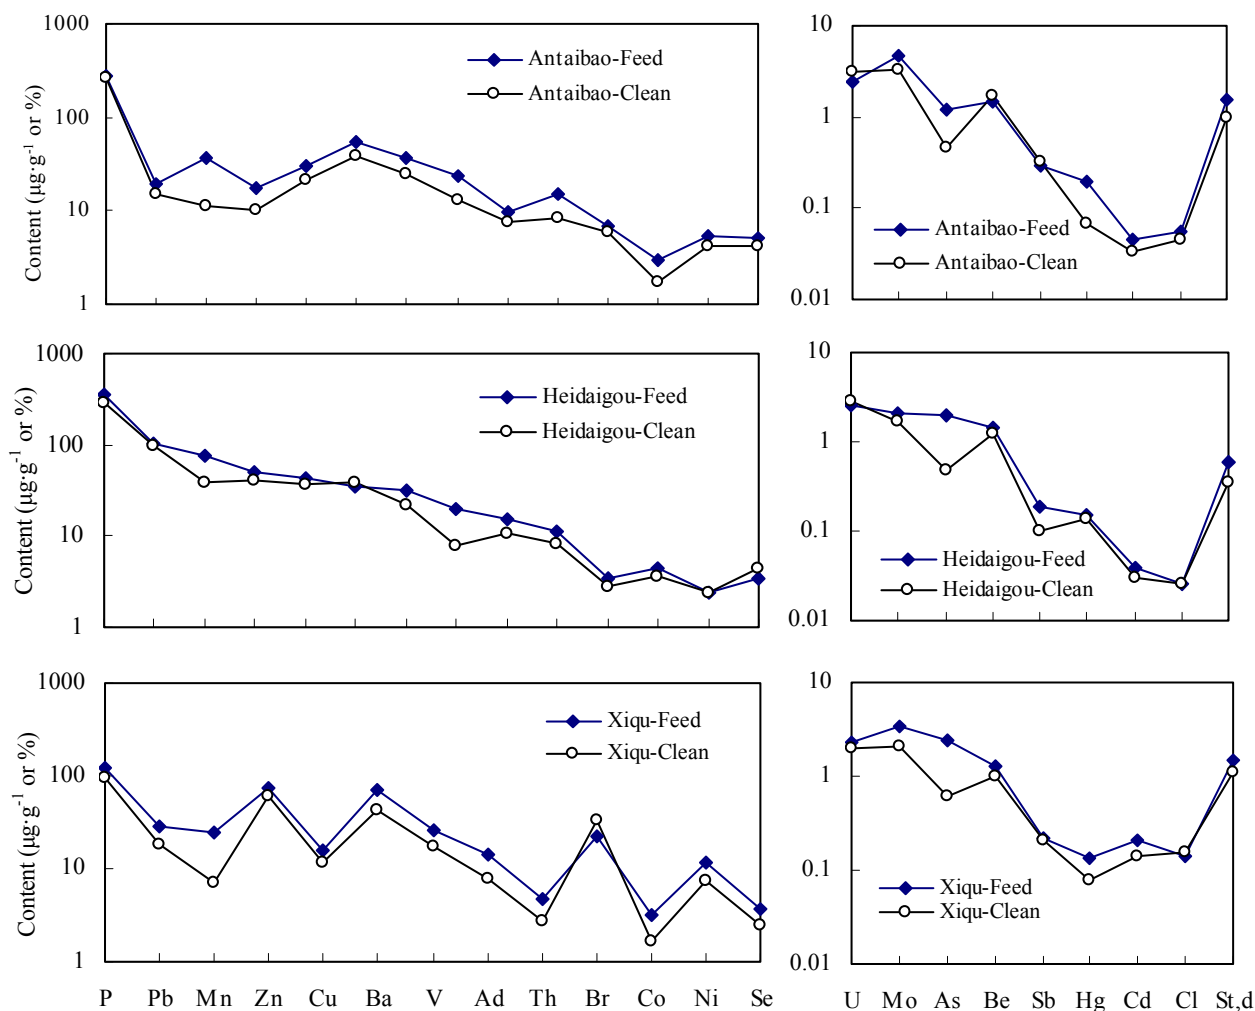 1000
100
10
1
Content (µg·g⁻¹ or %)
Antaibao-Feed
Antaibao-Clean
10
1
0.1
0.01
Antaibao-Feed
Antaibao-Clean
1000
100
10
1
Content (µg·g⁻¹ or %)
Heidaigou-Feed
Heidaigou-Clean
10
1
0.1
0.01
Heidaigou-Feed
Heidaigou-Clean
1000
100
10
1
Content (µg·g⁻¹ or %)
Xiqu-Feed
Xiqu-Clean
P Pb Mn Zn Cu Ba V Ad Th Br Co Ni Se
10
1
0.1
0.01
Xiqu-Feed
Xiqu-Clean
U Mo As Be Sb Hg Cd Cl St,d